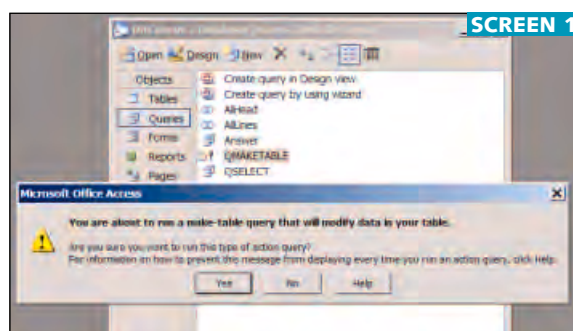 SCREEN 1
Open Design New
Objects
Tables
Queries
Forms
Reports
Pages
Create query in Design view
Create query by using wizard
AllHead
AllLines
Answer
QMAKETABLE
QSELECT
Microsoft Office Access
You are about to run a make-table query that will modify data in your table.
Are you sure you want to run this type of action query?
For information on how to prevent this message from displaying every time you run an action query, click Help.
Yes No Help